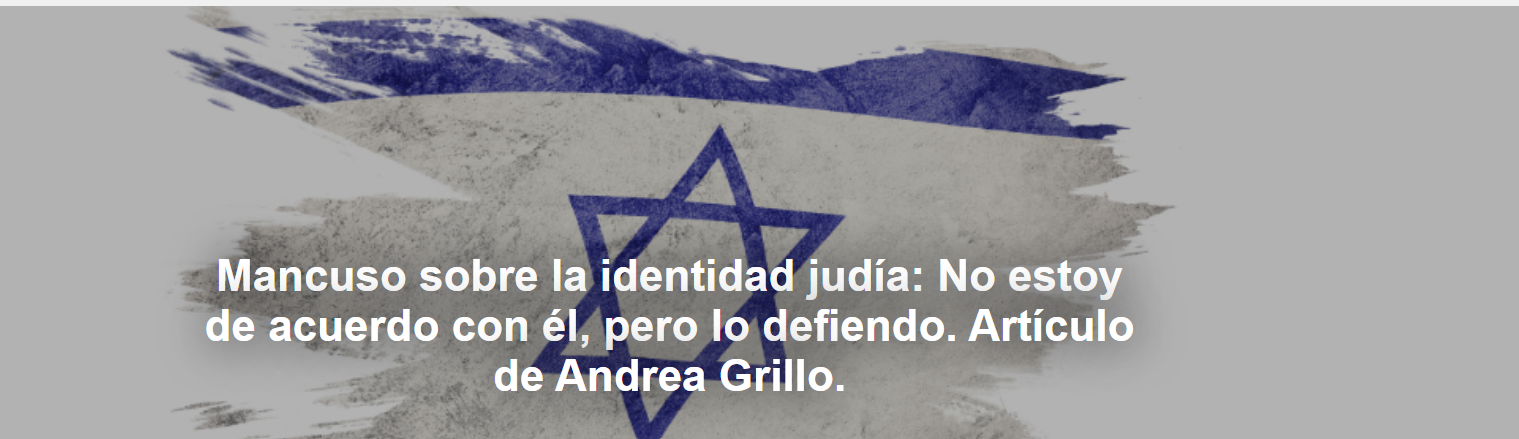 Mancuso sobre la identidad judía: No estoy
de acuerdo con él, pero lo defiendo. Artículo
de Andrea Grillo.